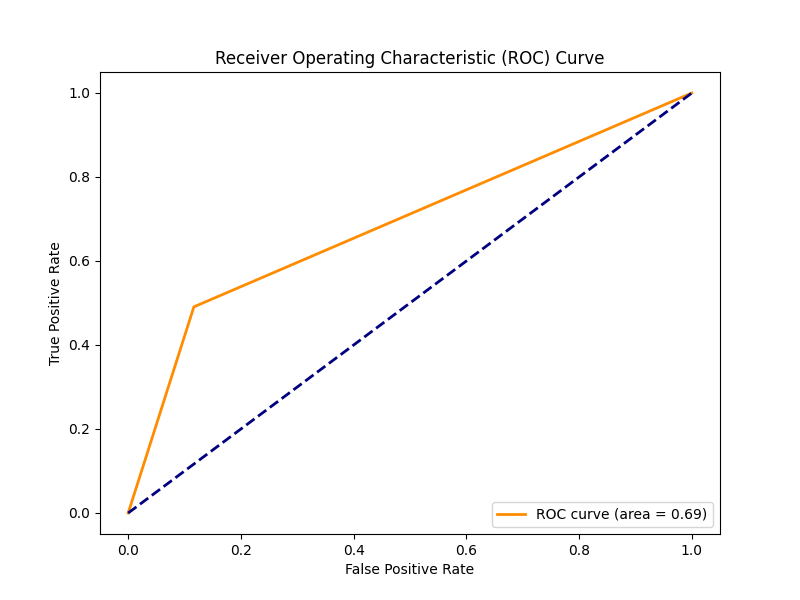 Receiver Operating Characteristic (ROC) Curve
1.0
0.8
0.6
0.4
0.2
0.0
True Positive Rate
0.0 0.2 0.4 0.6 0.8 1.0
False Positive Rate
ROC curve (area = 0.69)